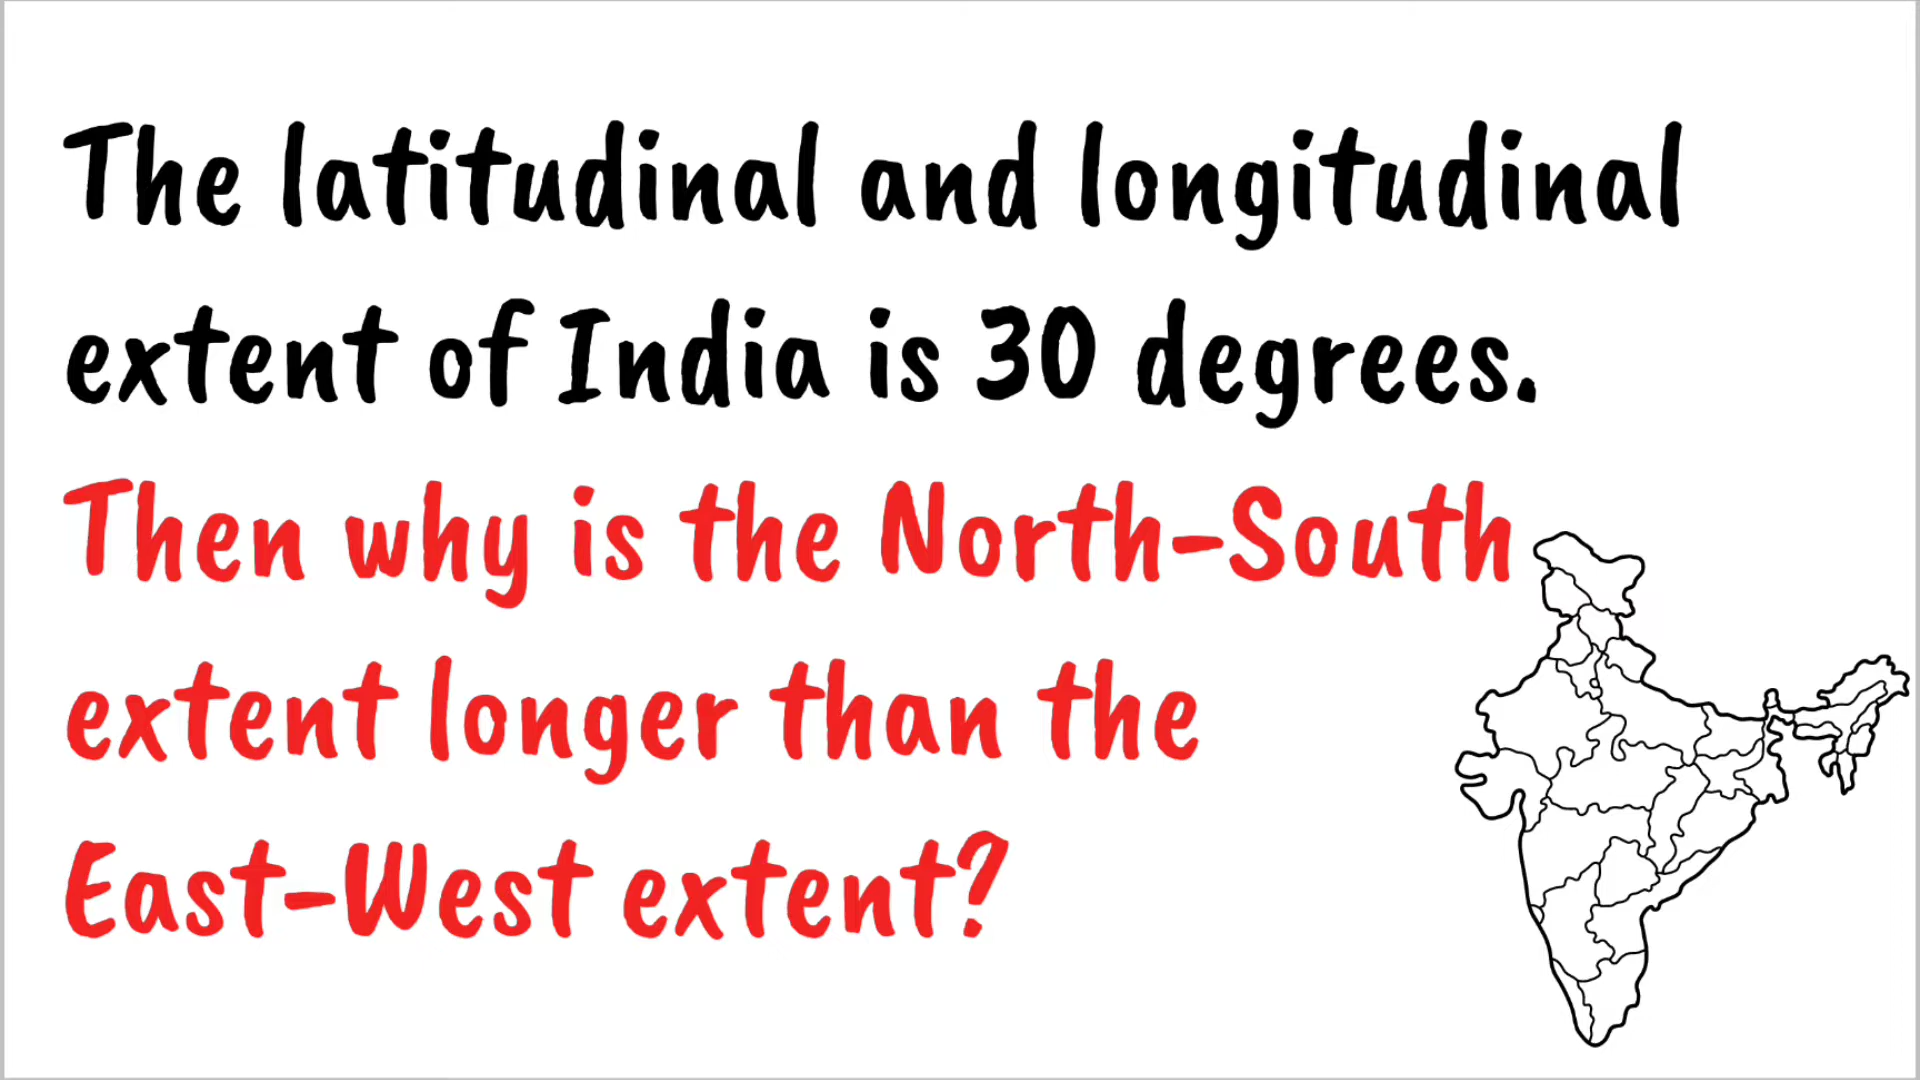 The latitudinal and longitudinal
extent of India is 30 degrees.
Then why is the North-South
extent longer than the
East-West extent?